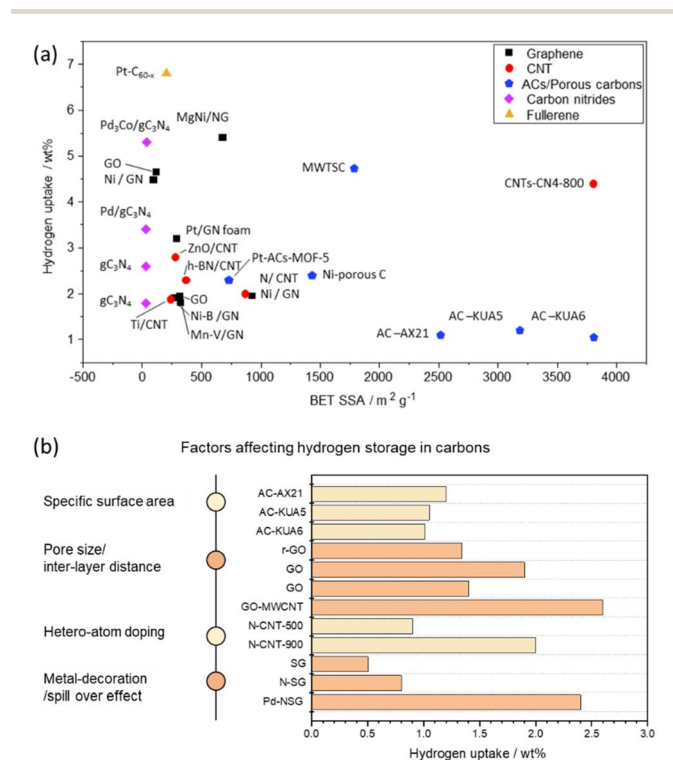 (a)
Graphene
CNT
ACs/Porous carbons
Carbon nitrides
Fullerene
Pt-C60-x
MgNi/NG
Pd3Co/gC3N4
GO
Ni / GN
MWTSC
CNTs-CN4-800
Pd/gC3N4
Pt/GN foam
ZnO/CNT
h-BN/CNT
Pt-ACs-MOF-5
gC3N4
N/ CNT
Ni-porous C
Ni / GN
gC3N4
GO
Ti/CNT
Ni-B /GN
Mn-V/GN
AC–AX21
AC–KUA5
AC–KUA6
7
6
5
4
3
2
1
Hydrogen uptake / wt%
-500 0 500 1000 1500 2000 2500 3000 3500 4000
BET SSA / m 2 g-1
(b) Factors affecting hydrogen storage in carbons
Specific surface area
Pore size/
inter-layer distance
Hetero-atom doping
Metal-decoration
/spill over effect
AC-AX21
AC-KUA5
AC-KUA6
r-GO
GO
GO
GO-MWCNT
N-CNT-500
N-CNT-900
SG
N-SG
Pd-NSG
0.0 0.5 1.0 1.5 2.0 2.5 3.0
Hydrogen uptake / wt%